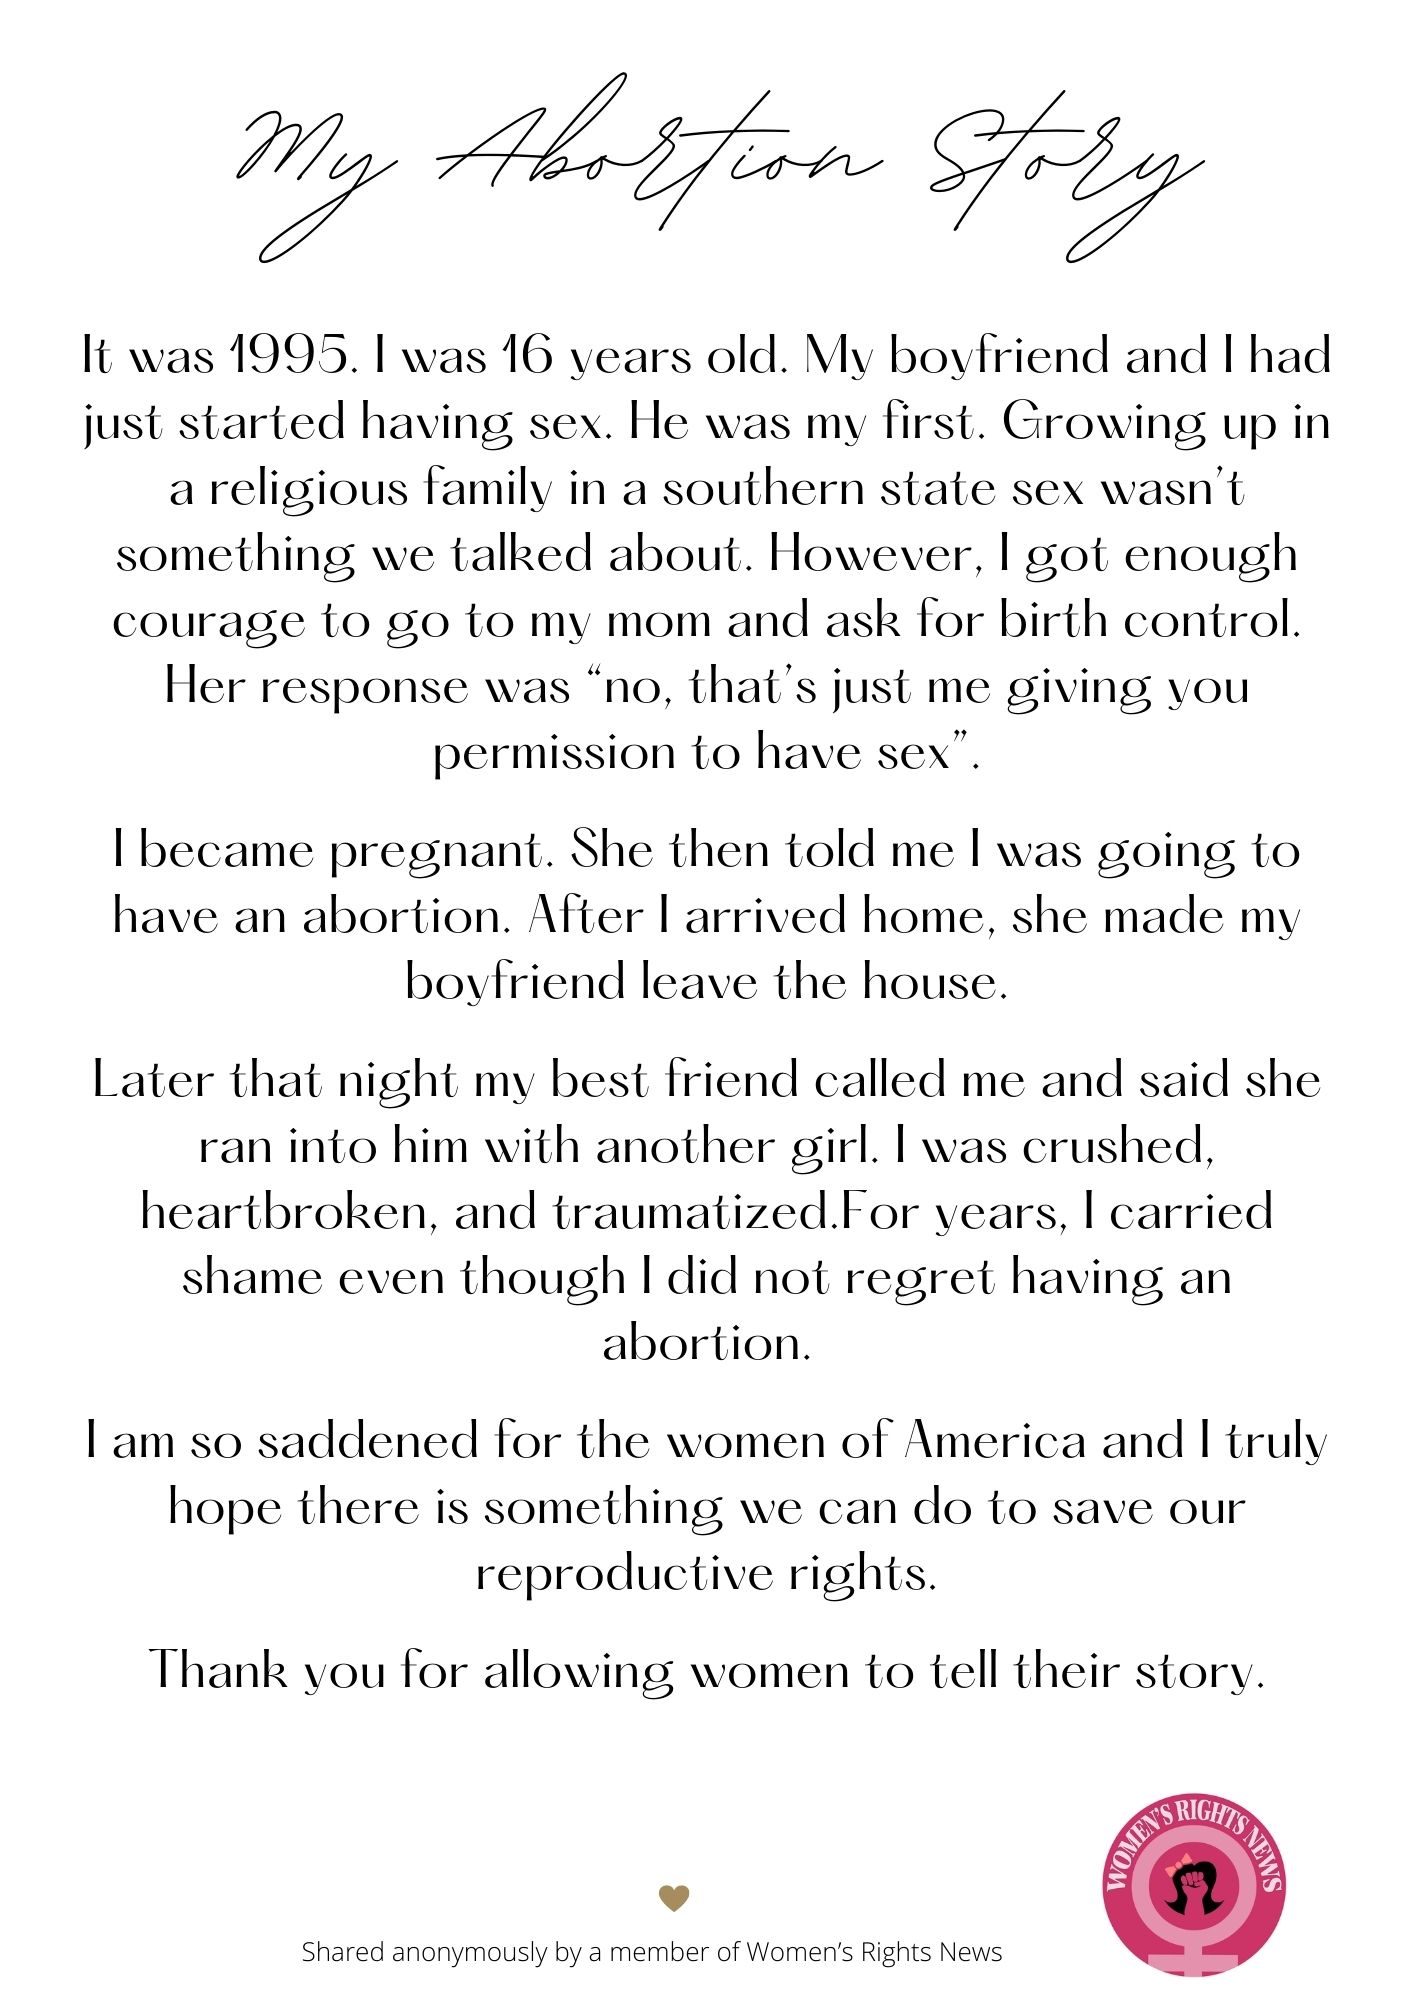 My Abortion Story
It was 1995. I was 16 years old. My boyfriend and I had
just started having sex. He was my first. Growing up in
a religious family in a southern state sex wasn't
something we talked about. However, I got enough
courage to go to my mom and ask for birth control.
Her response was “no, that's just me giving you
permission to have sex”.
I became pregnant. She then told me I was going to
have an abortion. After I arrived home, she made my
boyfriend leave the house.
Later that night my best friend called me and said she
ran into him with another girl. I was crushed,
heartbroken, and traumatized.For years, I carried
shame even though I did not regret having an
abortion.
I am so saddened for the women of America and I truly
hope there is something we can do to save our
reproductive rights.
Thank you for allowing women to tell their story.
WOMEN'S RIGHTS NEWS
Shared anonymously by a member of Women's Rights News